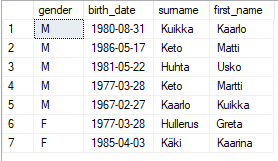 gender birth_date surname first_name
1 M 1980-08-31 Kuikka Kaarlo
2 M 1986-05-17 Keto Matti
3 M 1981-05-22 Huhta Usko
4 M 1977-03-28 Keto Martti
5 M 1967-02-27 Kaarlo Kuikka
6 F 1977-03-28 Hullerus Greta
7 F 1985-04-03 Käki Kaarina